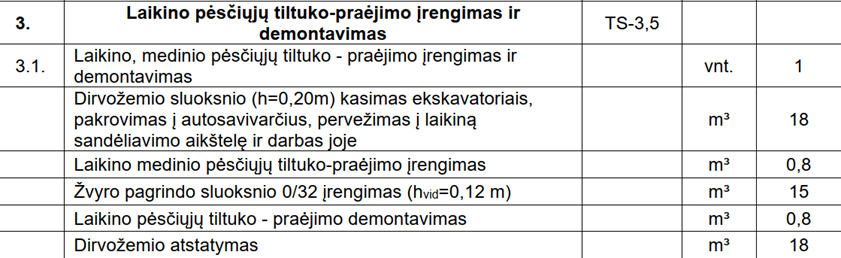 3. Laikino pėsčiųjų tiltuko-praėjimo įrengimas ir TS-3,5
demontavimas
3.1. Laikino, medinio pėsčiųjų tiltuko - praėjimo įrengimas ir vnt. 1
demontavimas
Dirvožemio sluoksnio (h=0,20m) kasimas ekskavatoriais,
pakrovimas į autosavivarčius, pervežimas į laikiną m³ 18
sandėliavimo aikštelę ir darbas joje
Laikino medinio pėsčiųjų tiltuko-praėjimo įrengimas m³ 0,8
Žvyro pagrindo sluoksnio 0/32 įrengimas (hvid=0,12 m) m³ 15
Laikino pėsčiųjų tiltuko - praėjimo demontavimas m³ 0,8
Dirvožemio atstatymas m³ 18